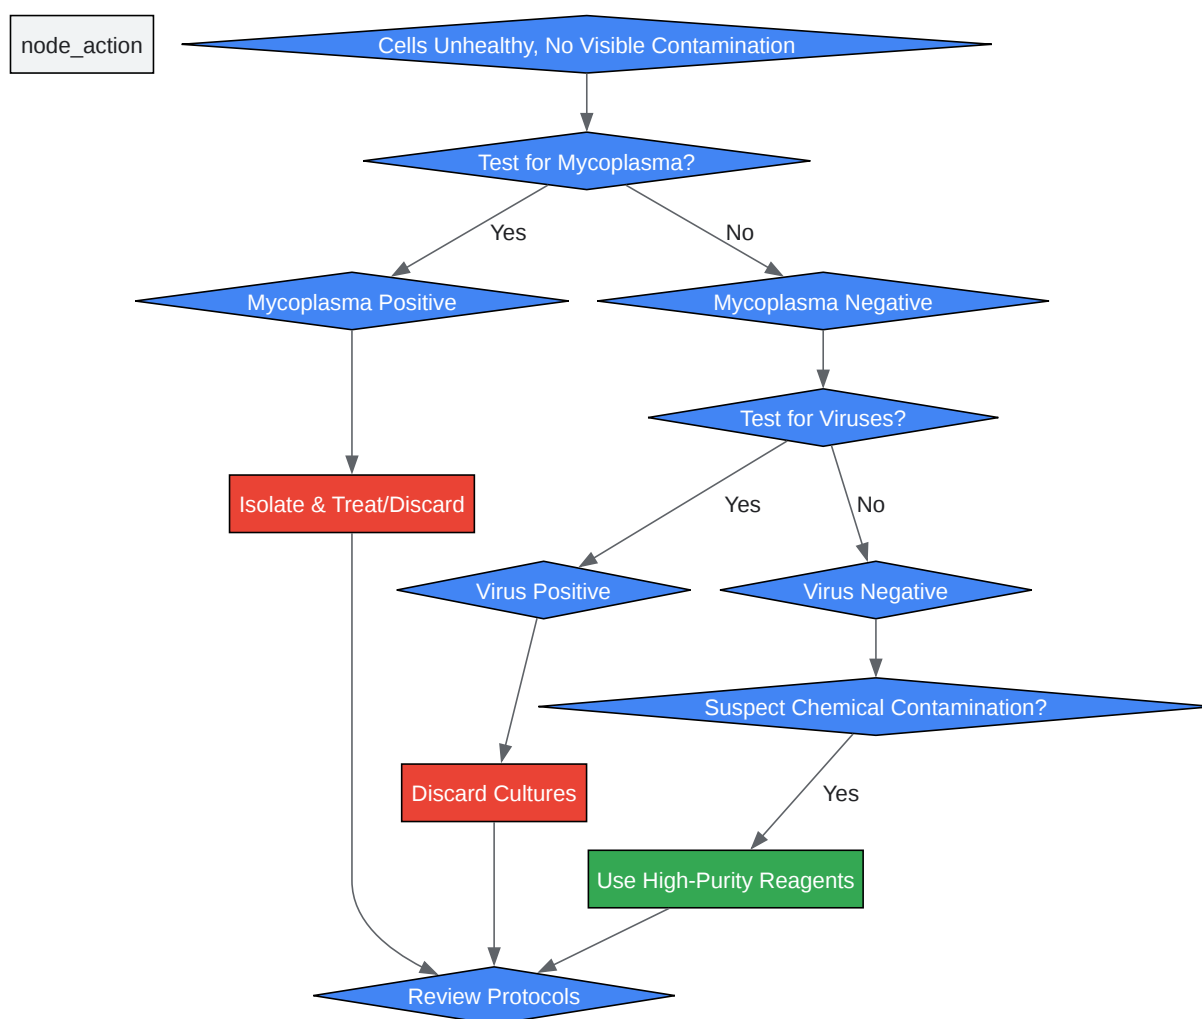 node_action
Cells Unhealthy, No Visible Contamination
Test for Mycoplasma?
Yes
No
Mycoplasma Positive
Mycoplasma Negative
Test for Viruses?
Isolate & Treat/Discard
Yes
No
Virus Positive
Virus Negative
Suspect Chemical Contamination?
Discard Cultures
Yes
Use High-Purity Reagents
Review Protocols